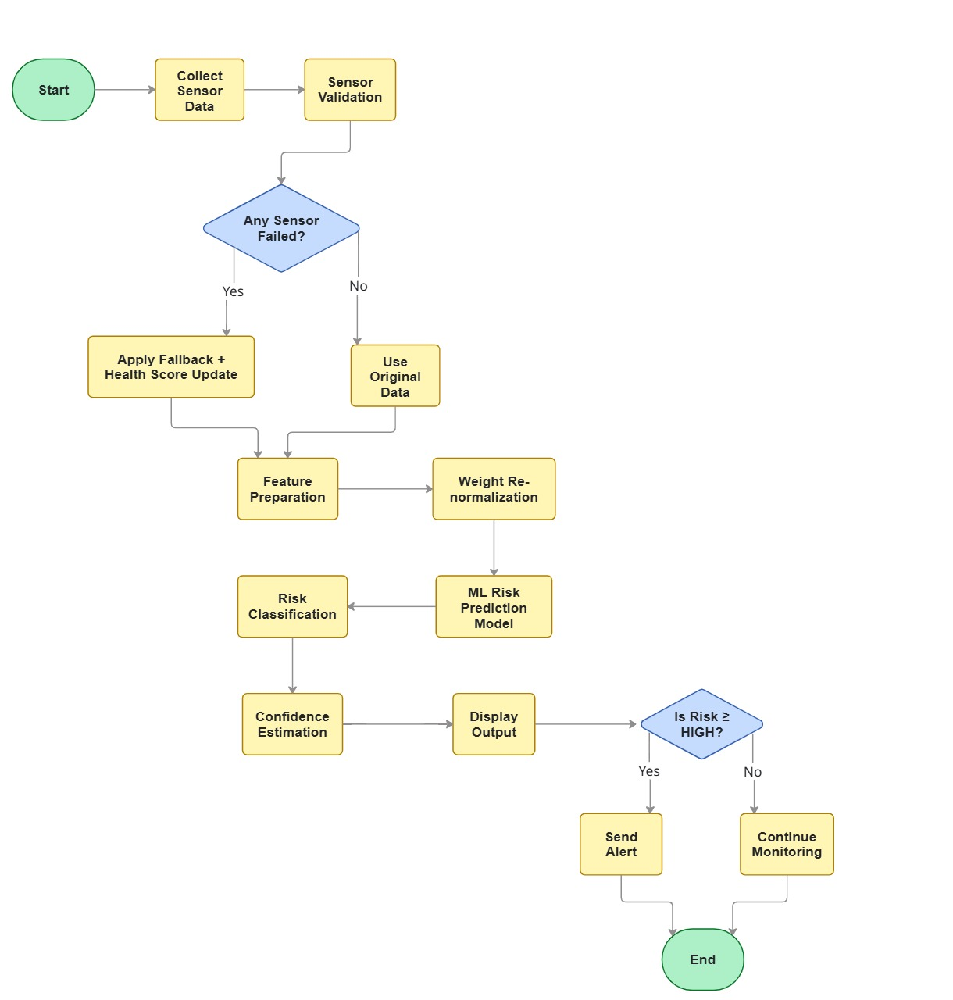 Start
Collect
Sensor
Data
Sensor
Validation
Any Sensor
Failed?
Yes
No
Apply Fallback +
Health Score Update
Use
Original
Data
Feature
Preparation
Weight Re-
normalization
Risk
Classification
ML Risk
Prediction
Model
Confidence
Estimation
Display
Output
Is Risk ≥
HIGH?
Yes
No
Send
Alert
Continue
Monitoring
End